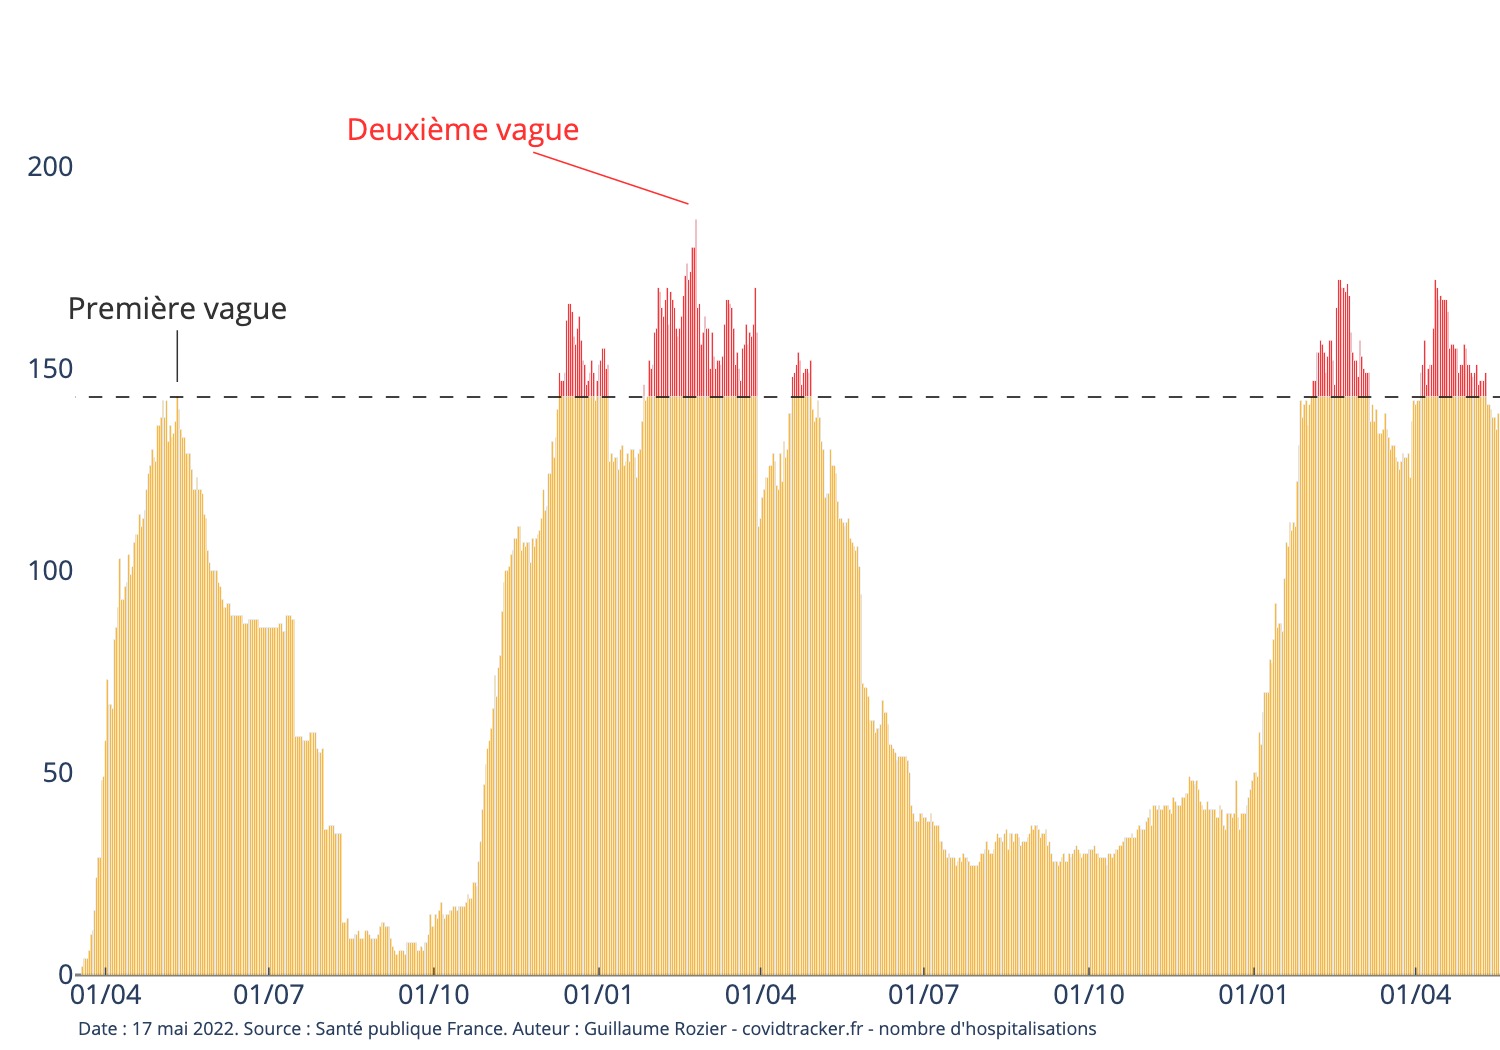 Deuxième vague
200
Première vague
150
100
50
0
01/04 01/07 01/10 01/01 01/04 01/07 01/10 01/01 01/04
Date : 17 mai 2022. Source : Santé publique France. Auteur : Guillaume Rozier - covidtracker.fr - nombre d'hospitalisations